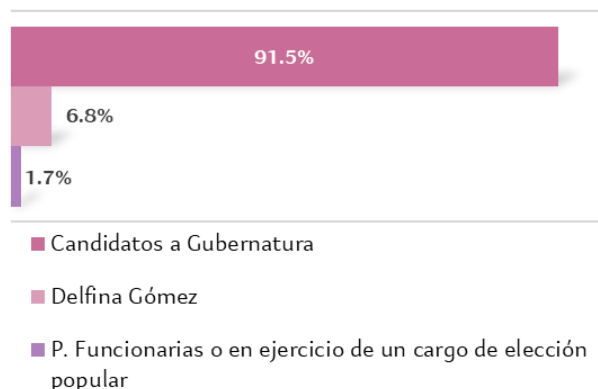 91.5%
6.8%
1.7%
Candidatos a Gubernatura
Delfina Gómez
P. Funcionarias o en ejercicio de un cargo de elección
popular